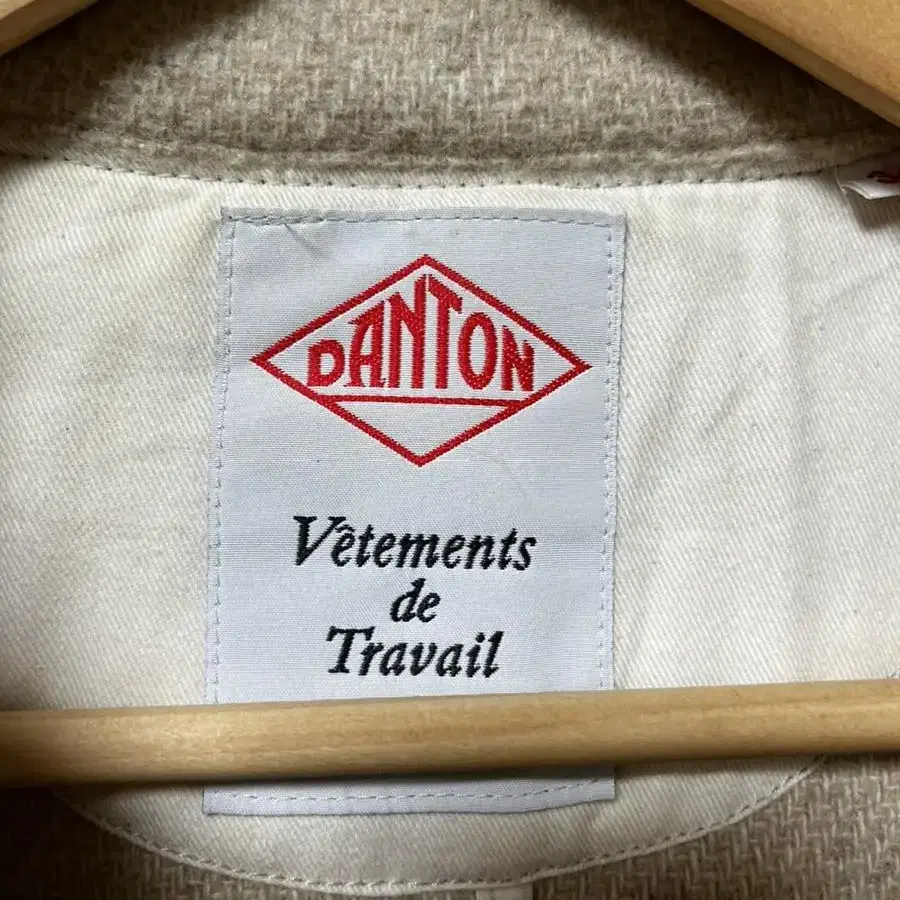 DANTON
Vêtements
de
Travail